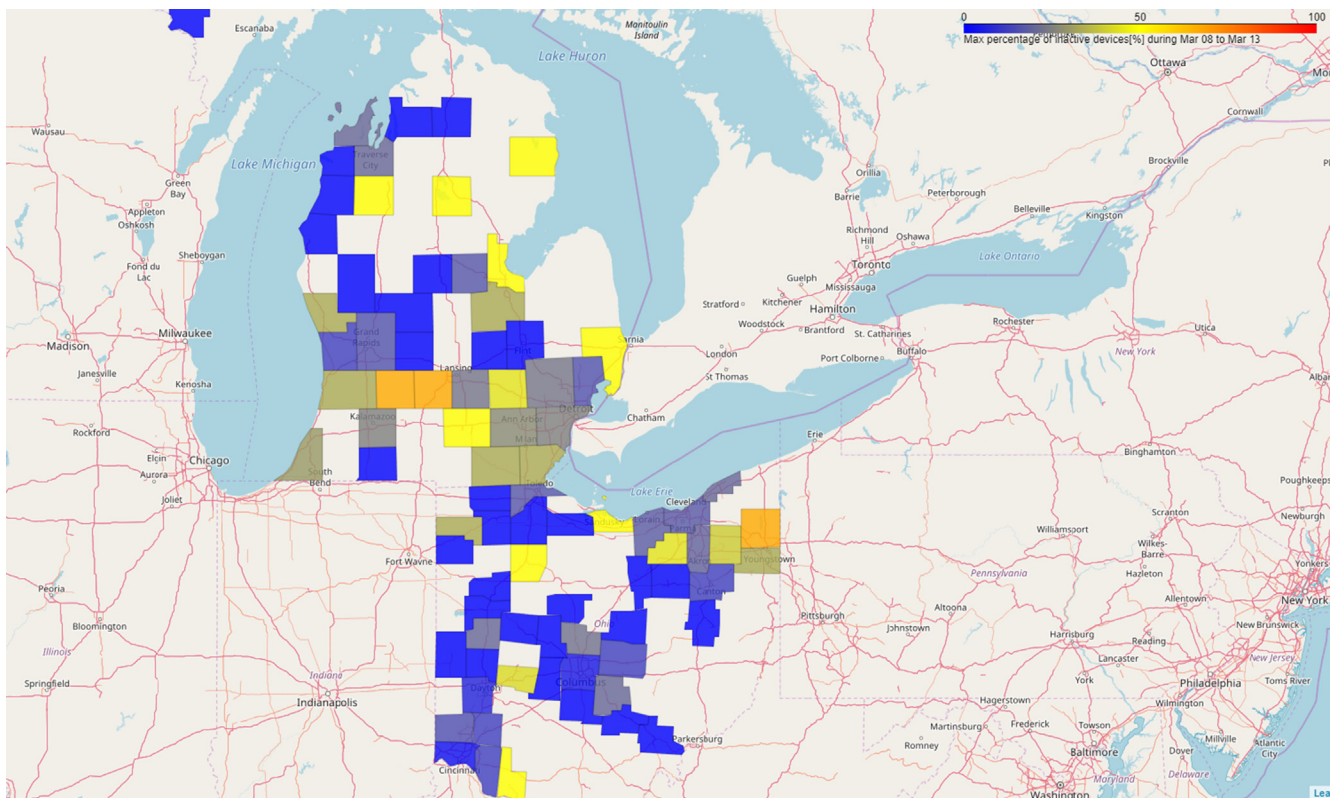 0
50
100
Max percentage of inactive devices[%] during Mar 08 to Mar 13
Escanaba
Manitoulin
Island
Lake Huron
Ottawa
Cornwall
Wausau
Lake Michigan
Traverse
City
Green
Bay
Appleton
Oshkosh
Fond du
Lac
Sheboygan
Orillia
Barrie
Peterborough
Belleville
Brockville
Kingston
Richmond
Hill
Oshawa
Toronto
Mississauga
Lake Ontario
Guelph
Kitchener
Hamilton
Stratford
Woodstock
Brantford
St. Catharines
Rochester
Utica
Milwaukee
Madison
Janesville
Kenosha
Grand
Rapids
Flint
Sarnia
London
St Thomas
Port Colborne
Buffalo
New York
Lansing
Rockford
Kalamazoo
Ann Arbor
Milan
Detroit
Chatham
Erie
Binghamton
Elgin
Aurora
Joliet
Chicago
South
Bend
Toledo
Lake Erie
Cleveland
Sandusky
Lorain
Parma
Akron
Youngstown
Canton
Williamsport
Scranton
Wilkes-
Barre
Hazleton
Newburgh
Yonkers
New York
Fort Wayne
Peoria
Bloomington
Illinois
Springfield
Indiana
Indianapolis
Ohio
Columbus
Dayton
Cincinnati
Parkersburg
Pittsburgh
Pennsylvania
Altoona
Johnstown
Harrisburg
Reading
Allentown
New Brunswick
Lancaster
York
New Jersey
Philadelphia
Toms River
Wilmington
Hagerstown
Martinsburg
Frederick
Towson
Romney
Baltimore
Maryland
Dover
Delaware
Millville
Atlantic
City
Washington